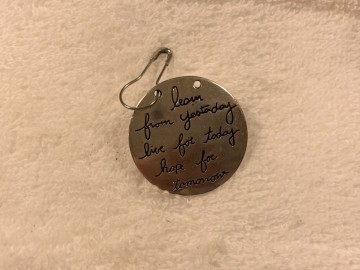 learn
from yesterday
live for today
hope for
tomorrow